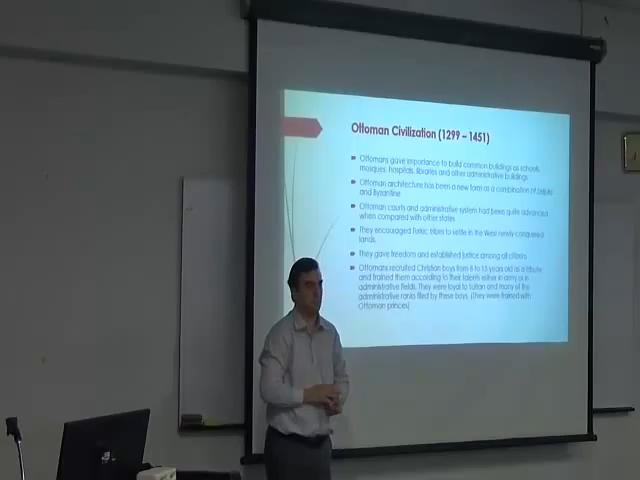 Ottoman Civilization (1299 – 1451)
Ottomans gave importance to build common buildings as schools,
mosques, hospitals, libraries and other administrative buildings
Ottoman architecture has been a new form as a combination of Seljuks
and Byzantine
Ottoman courts and administrative system had been quite advanced
when compared with other states
They encouraged Turkic tribes to settle in the West newly conquered
lands.
They gave freedom and established justice among all citizens
Ottomans recruited Christian boys from 8 to 15 years old as a tribute
and trained them according to their talents either in army or in
administrative fields. They were loyal to sultan and many of the
administrative ranks filled by these boys. (They were trained with
Ottoman princes)